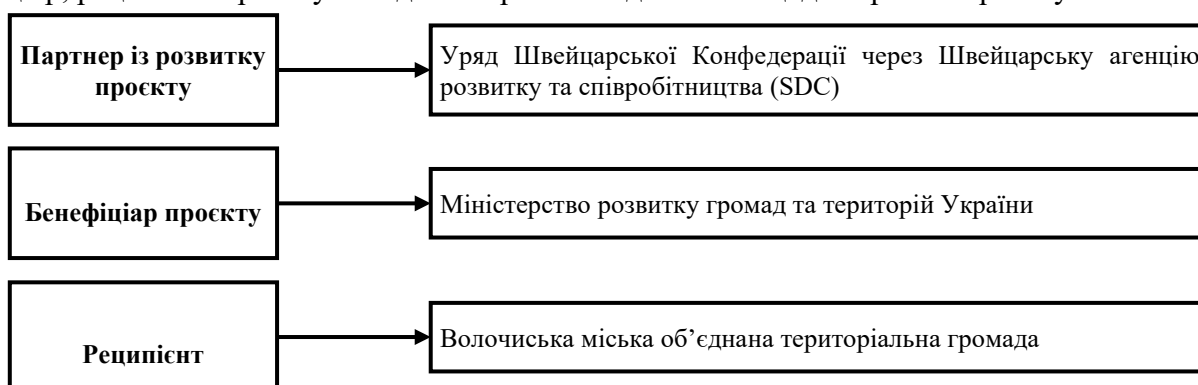 Партнер із розвитку
проєкту
Уряд Швейцарської Конфедерації через Швейцарську агенцію
розвитку та співробітництва (SDC)
Бенефіціар проєкту
Міністерство розвитку громад та територій України
Реципієнт
Волочиська міська об’єднана територіальна громада